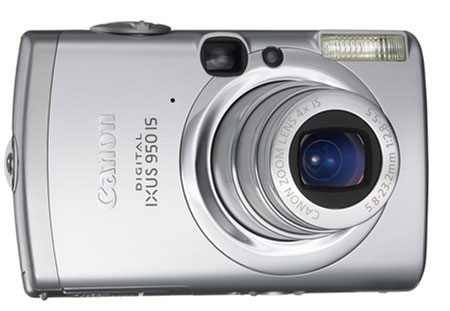 Canon
DIGITAL
IXUS 950 IS
CANON ZOOM LENS 4x IS
5.8-23.2mm 1:2.8-5.5